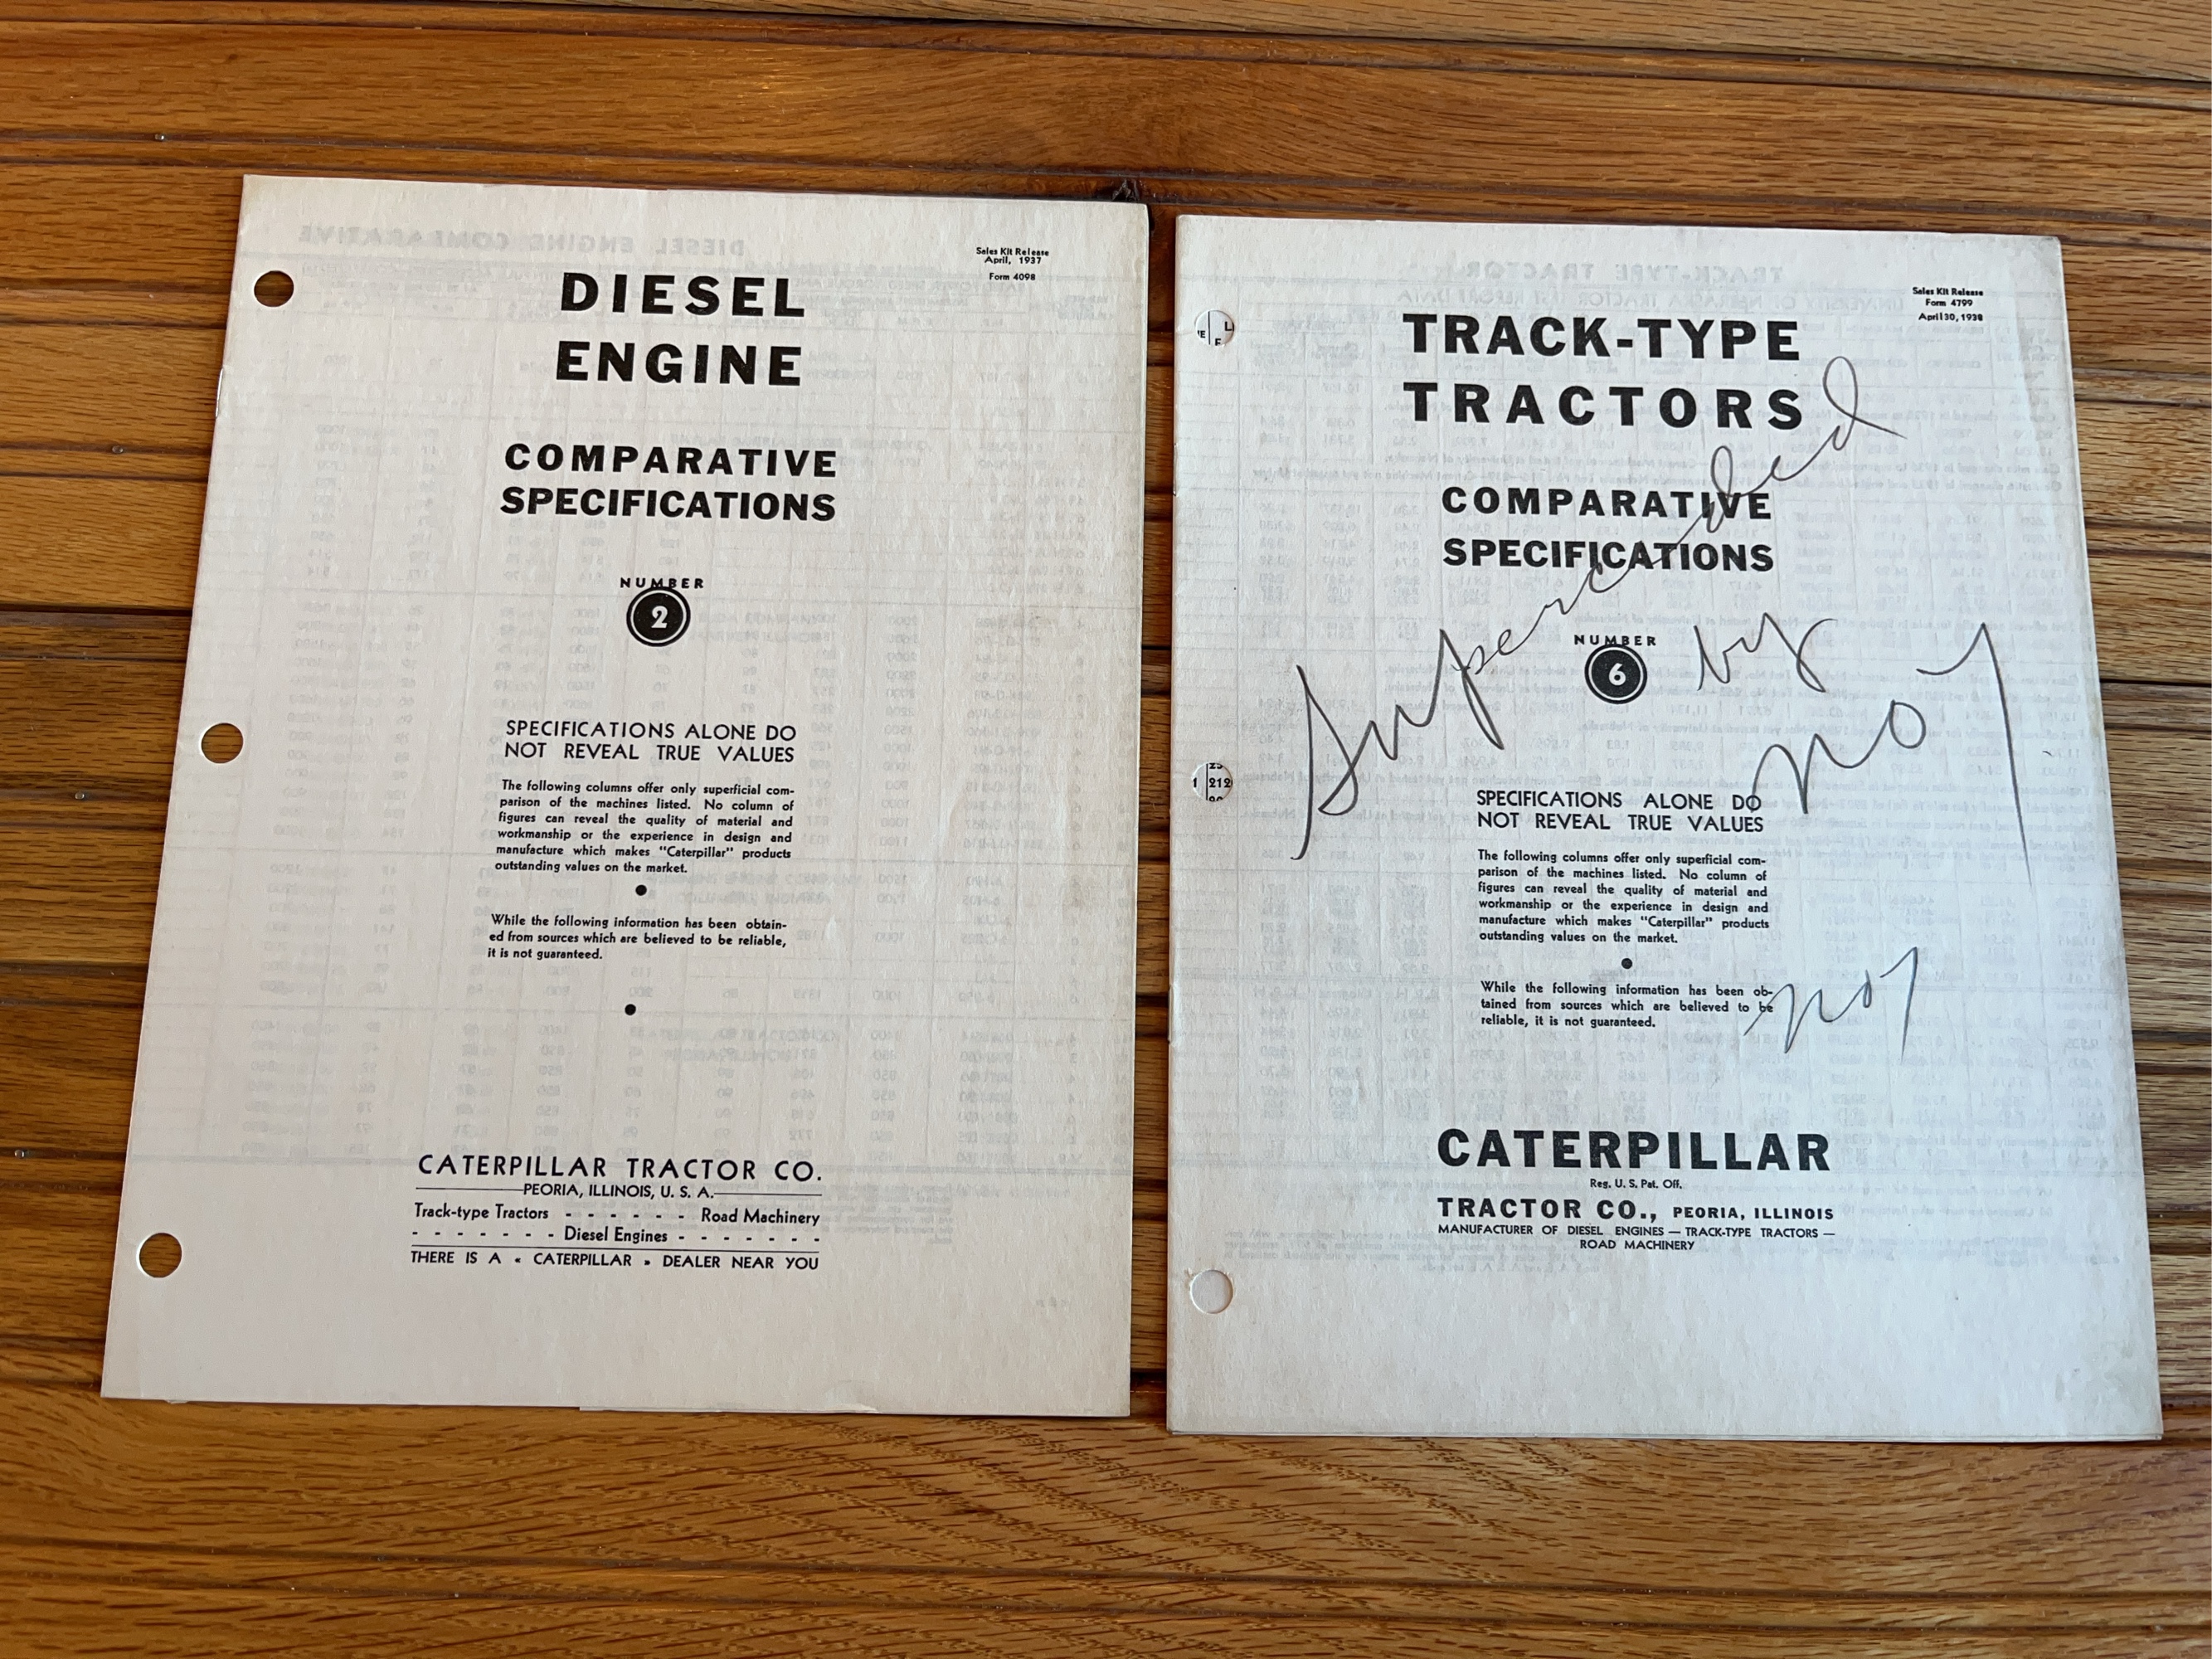 Sales Kit Release
April, 1937
Form 4098
DIESEL
ENGINE
COMPARATIVE
SPECIFICATIONS
NUMBER
2
SPECIFICATIONS ALONE DO
NOT REVEAL TRUE VALUES
The following columns offer only superficial com-
parison of the machines listed. No column of
figures can reveal the quality of material and
workmanship or the experience in design and
manufacture which makes "Caterpillar" products
outstanding values on the market.
While the following information has been obtain-
ed from sources which are believed to be reliable,
it is not guaranteed.
CATERPILLAR TRACTOR CO.
PEORIA, ILLINOIS, U. S. A.
Track-type Tractors - - - - - - Road Machinery
- - - - - - - Diesel Engines - - - - - - -
THERE IS A « CATERPILLAR » DEALER NEAR YOU
Sales Kit Release
Form 4799
April 30, 1938
TRACK-TYPE
TRACTORS
COMPARATIVE
SPECIFICATIONS
Superceded
by
no 7
NUMBER
6
SPECIFICATIONS ALONE DO
NOT REVEAL TRUE VALUES
The following columns offer only superficial com-
parison of the machines listed. No column of
figures can reveal the quality of material and
workmanship or the experience in design and
manufacture which makes "Caterpillar" products
outstanding values on the market.
While the following information has been ob-
tained from sources which are believed to be
reliable, it is not guaranteed.
no 7
CATERPILLAR
Reg. U. S. Pat. Off.
TRACTOR CO., PEORIA, ILLINOIS
MANUFACTURER OF DIESEL ENGINES — TRACK-TYPE TRACTORS —
ROAD MACHINERY
1 212